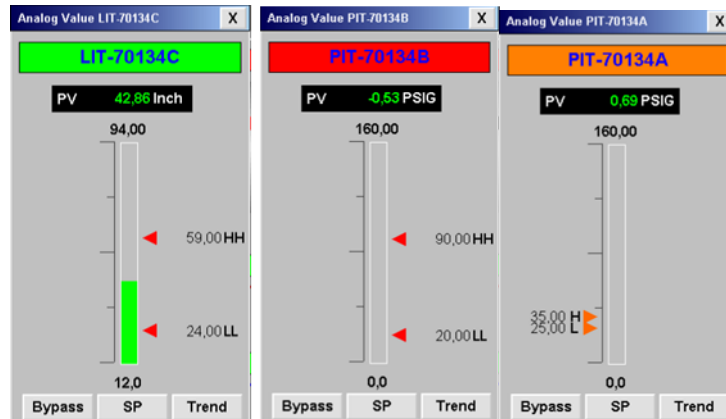 Analog Value LIT-70134C X
LIT-70134C
PV 42,86 Inch
94,00
59,00 HH
24,00 LL
12,0
Bypass SP Trend
Analog Value PIT-70134B X
PIT-70134B
PV -0,53 PSIG
160,00
90,00 HH
20,00 LL
0,0
Bypass SP Trend
Analog Value PIT-70134A X
PIT-70134A
PV 0,69 PSIG
160,00
35,00 H
25,00 L
0,0
Bypass SP Trend